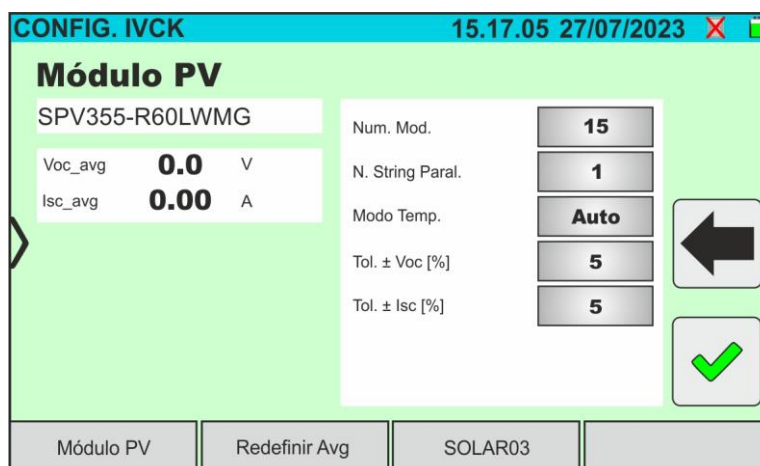 CONFIG. IVCK 15.17.05 27/07/2023
Módulo PV
SPV355-R60LWMG
Voc_avg 0.0 V
Isc_avg 0.00 A
Num. Mod. 15
N. String Paral. 1
Modo Temp. Auto
Tol. ± Voc [%] 5
Tol. ± Isc [%] 5
Módulo PV Redefinir Avg SOLAR03